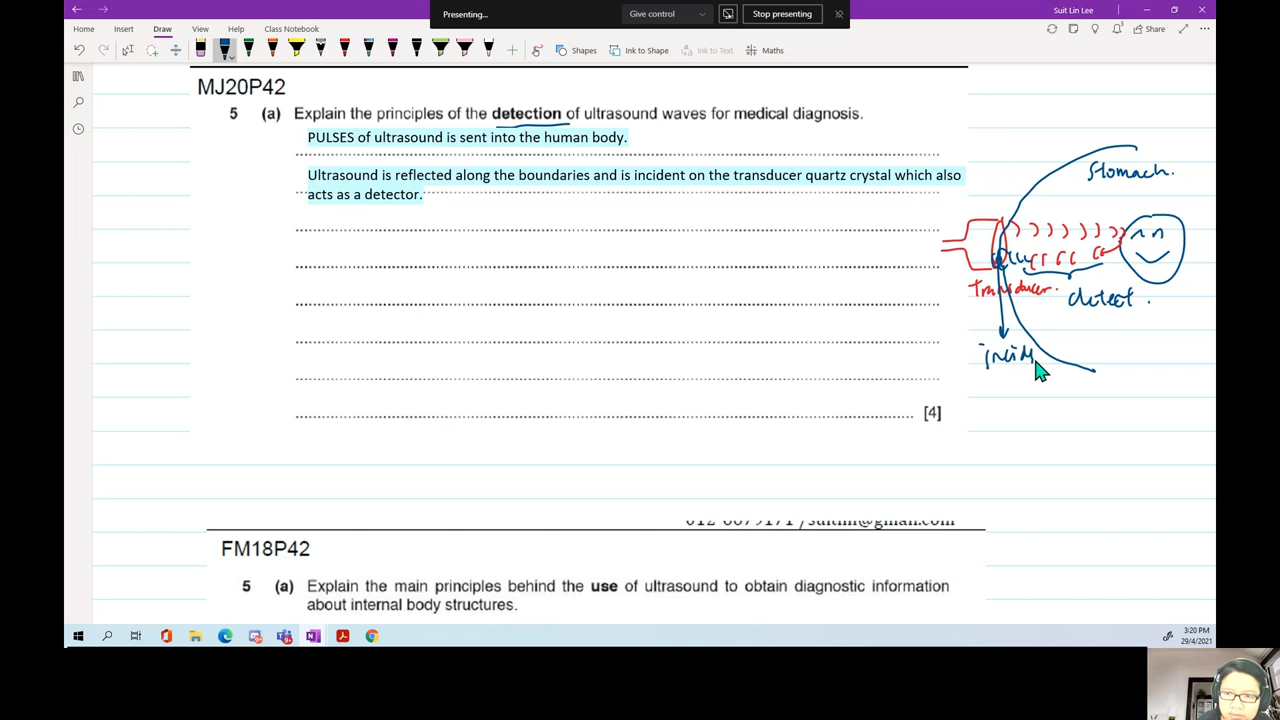 Presenting...
Give control
Stop presenting
Suit Lin Lee
Home Insert Draw View Help Class Notebook
Share
Shapes
Ink to Shape
Ink to Text
Maths
MJ20P42
5 (a) Explain the principles of the detection of ultrasound waves for medical diagnosis.
PULSES of ultrasound is sent into the human body.
Ultrasound is reflected along the boundaries and is incident on the transducer quartz crystal which also
acts as a detector.
[4]
Stomach.
transducer.
detect.
012-6679171 /suitlin@gmail.com
FM18P42
5 (a) Explain the main principles behind the use of ultrasound to obtain diagnostic information
about internal body structures.
3:20 PM
29/4/2021